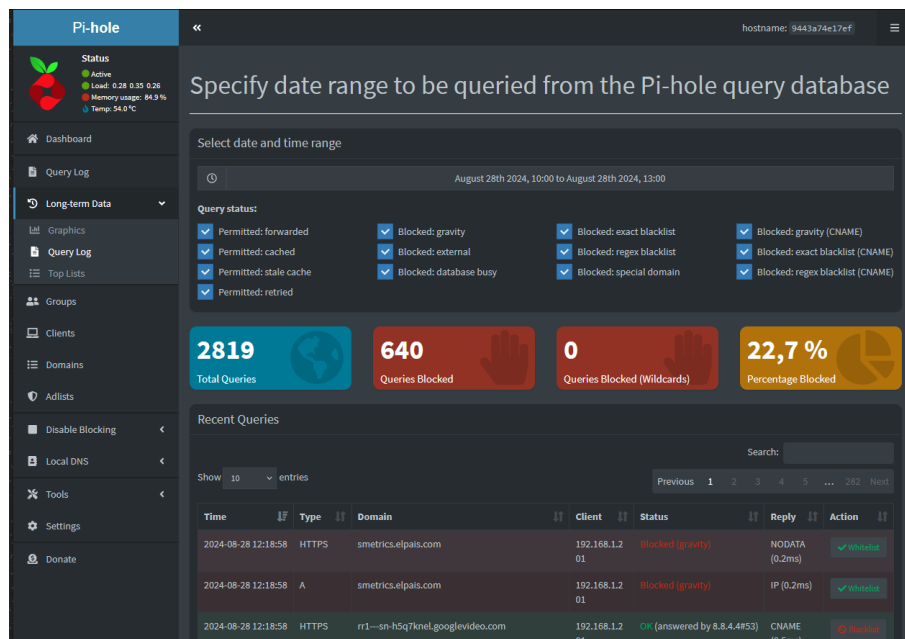 Pi-hole
hostname: 9443a74e17ef
Status
Active
Load: 0.28 0.35 0.26
Memory usage: 84.9 %
Temp: 54.0 °C
Dashboard
Query Log
Long-term Data
Graphics
Query Log
Top Lists
Groups
Clients
Domains
Adlists
Disable Blocking
Local DNS
Tools
Settings
Donate
Specify date range to be queried from the Pi-hole query database
Select date and time range
August 28th 2024, 10:00 to August 28th 2024, 13:00
Query status:
Permitted: forwarded Blocked: gravity Blocked: exact blacklist Blocked: gravity (CNAME)
Permitted: cached Blocked: external Blocked: regex blacklist Blocked: exact blacklist (CNAME)
Permitted: stale cache Blocked: database busy Blocked: special domain Blocked: regex blacklist (CNAME)
Permitted: retried
2819 640 0 22,7 %
Total Queries Queries Blocked Queries Blocked (Wildcards) Percentage Blocked
Recent Queries
Search:
Show 10 entries
Previous 1 2 3 4 5 ... 282 Next
Time Type Domain Client Status Reply Action
2024-08-28 12:18:58 HTTPS smetrics.elpais.com 192.168.1.2 Blocked (gravity) NODATA Whitelist
01 (0.2ms)
2024-08-28 12:18:58 A smetrics.elpais.com 192.168.1.2 Blocked (gravity) IP (0.2ms) Whitelist
01
2024-08-28 12:18:58 HTTPS rr1---sn-h5q7knel.googlevideo.com 192.168.1.2 OK (answered by 8.8.4.4#53) CNAME Blacklist